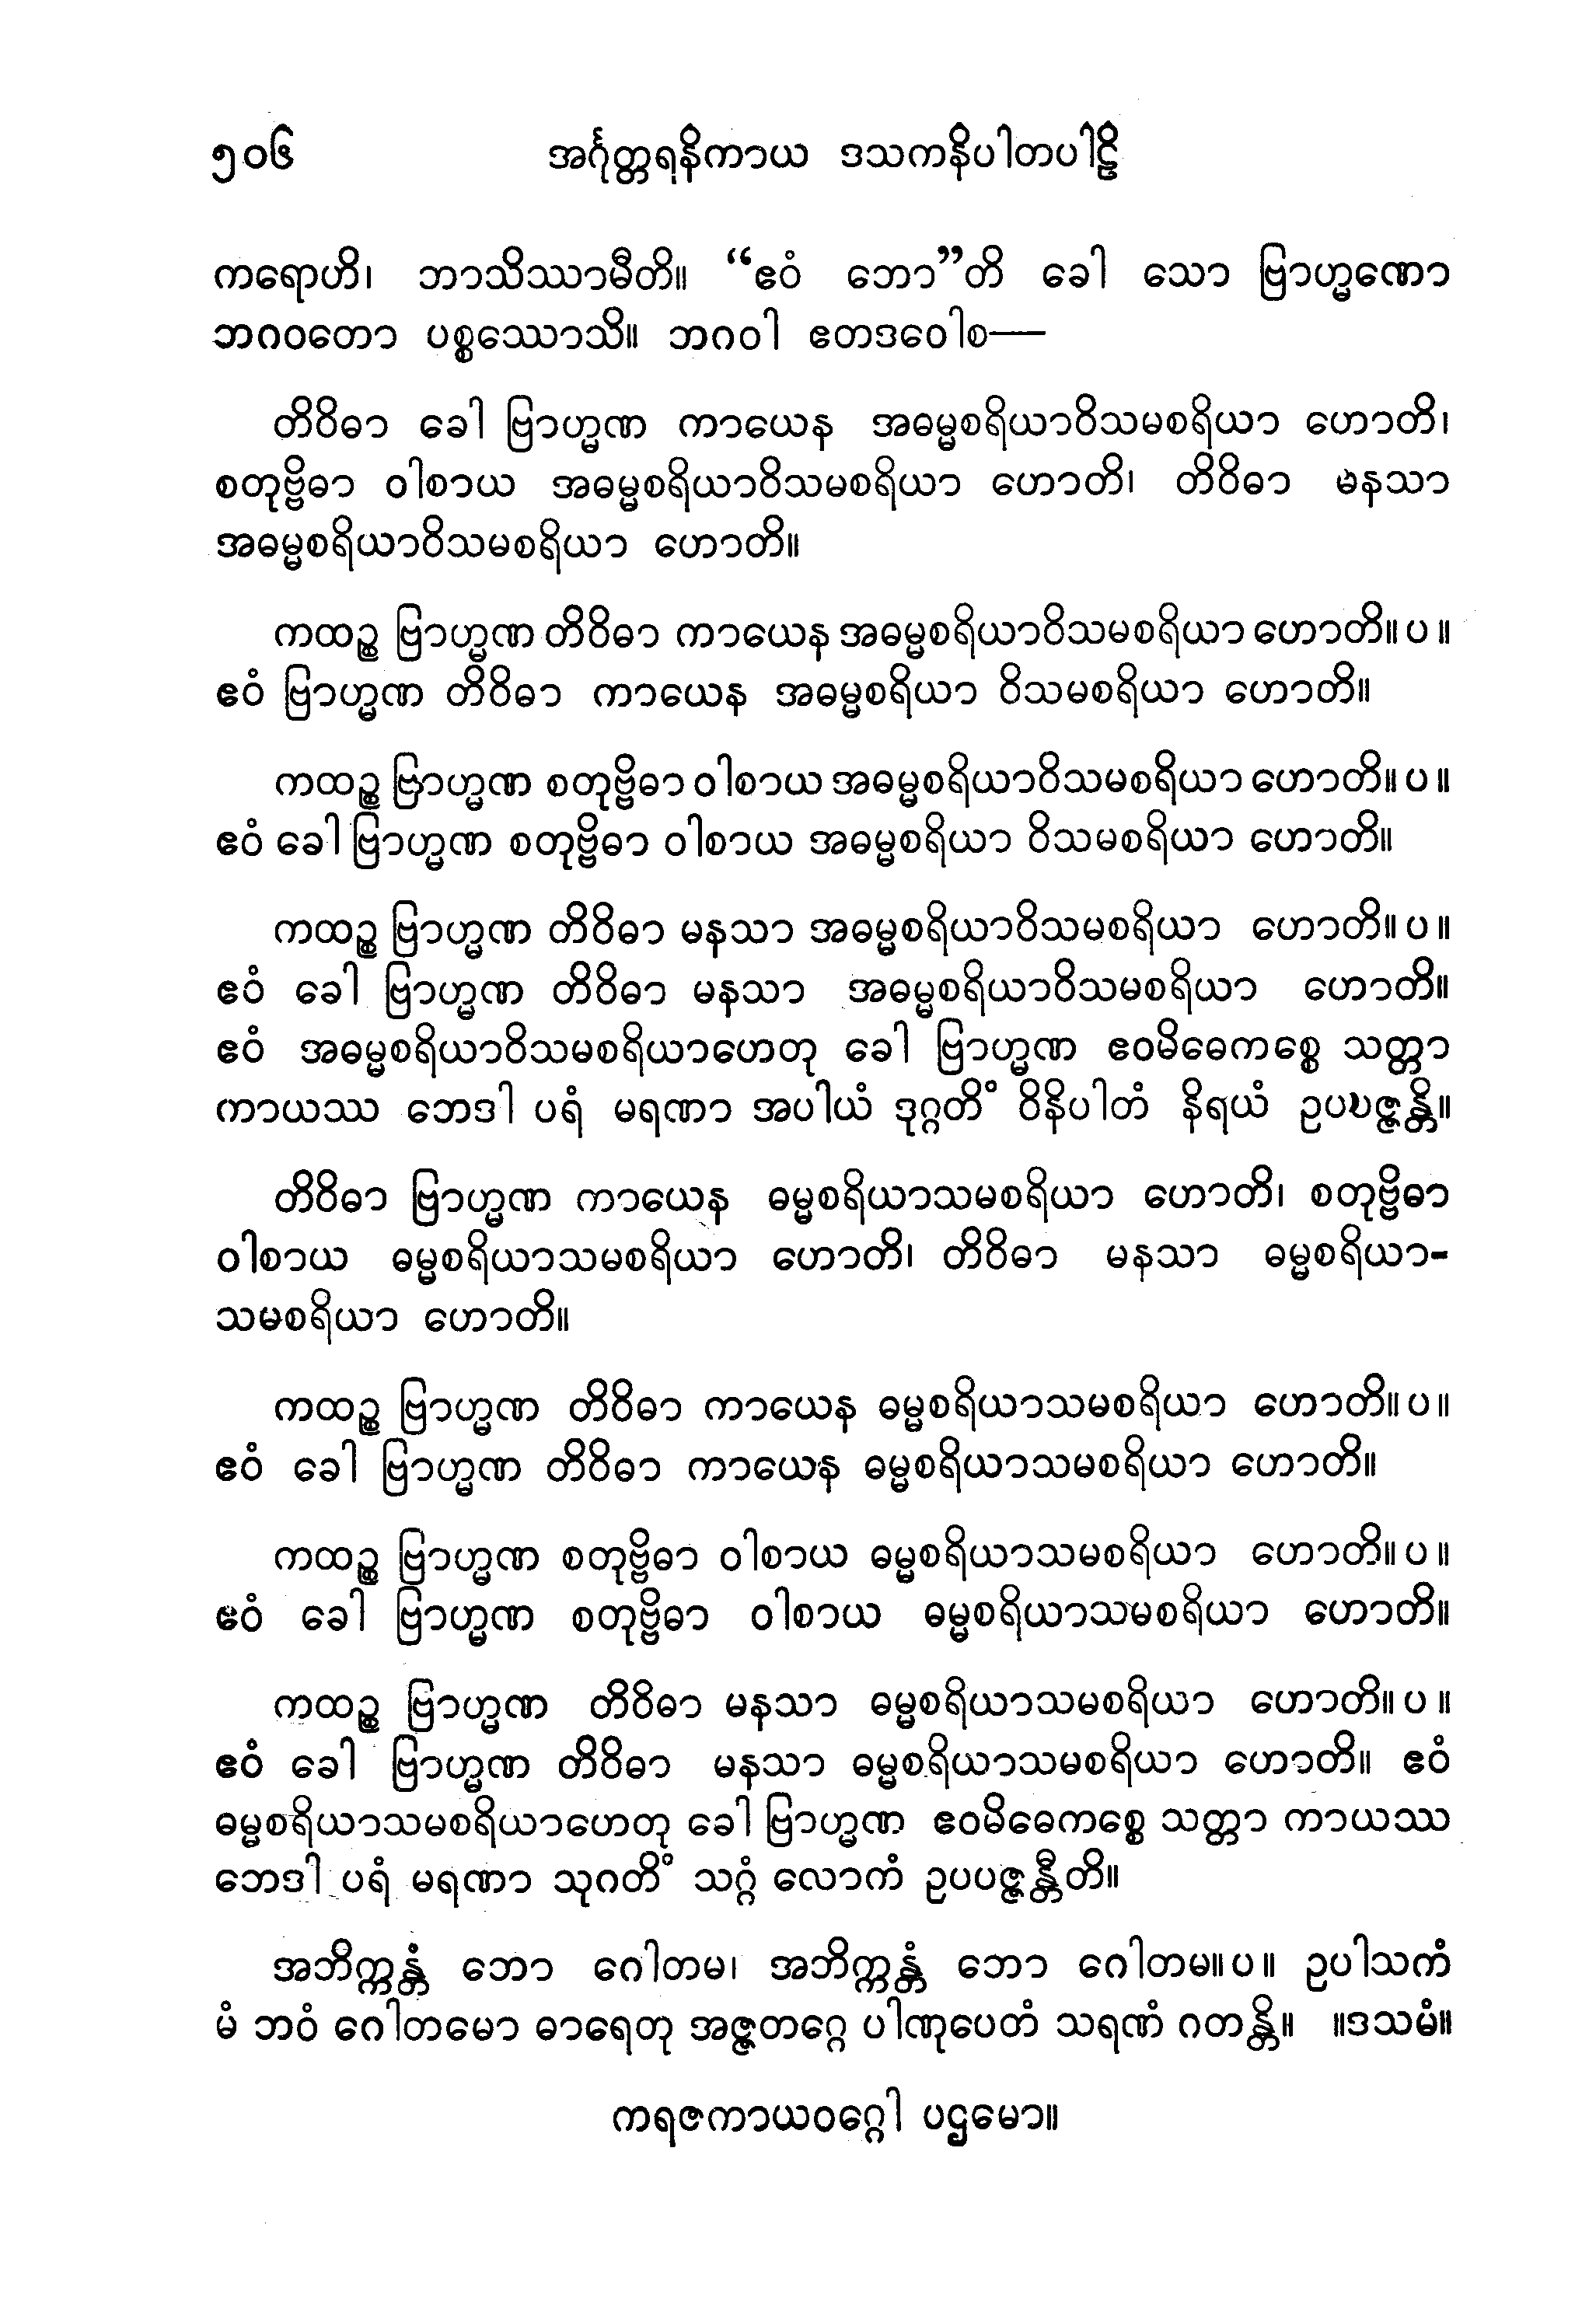 ၅၀၆ အင်္ဂုတ္တရနိကာယ ဒသကနိပါတပါဠိ
ကရောဟိ၊ ဘာသိဿာမီတိ။ “ဧဝံ ဘော”တိ ခေါ သော ဗြာဟ္မဏော
ဘဂဝတော ပစ္စဿောသိ။ ဘဂဝါ ဧတဒဝေါစ—
တိဝိဓာ ခေါ ဗြာဟ္မဏ ကာယေန အဓမ္မစရိယာဝိသမစရိယာ ဟောတိ၊
စတုဗ္ဗိဓာ ဝါစာယ အဓမ္မစရိယာဝိသမစရိယာ ဟောတိ၊ တိဝိဓာ မနသာ
အဓမ္မစရိယာဝိသမစရိယာ ဟောတိ။
ကထဉ္စ ဗြာဟ္မဏ တိဝိဓာ ကာယေန အဓမ္မစရိယာဝိသမစရိယာ ဟောတိ။ ပ ။
ဧဝံ ဗြာဟ္မဏ တိဝိဓာ ကာယေန အဓမ္မစရိယာ ဝိသမစရိယာ ဟောတိ။
ကထဉ္စ ဗြာဟ္မဏ စတုဗ္ဗိဓာ ဝါစာယ အဓမ္မစရိယာဝိသမစရိယာ ဟောတိ။ ပ ။
ဧဝံ ခေါ ဗြာဟ္မဏ စတုဗ္ဗိဓာ ဝါစာယ အဓမ္မစရိယာ ဝိသမစရိယာ ဟောတိ။
ကထဉ္စ ဗြာဟ္မဏ တိဝိဓာ မနသာ အဓမ္မစရိယာဝိသမစရိယာ ဟောတိ။ ပ ။
ဧဝံ ခေါ ဗြာဟ္မဏ တိဝိဓာ မနသာ အဓမ္မစရိယာဝိသမစရိယာ ဟောတိ။
ဧဝံ အဓမ္မစရိယာဝိသမစရိယာဟေတု ခေါ ဗြာဟ္မဏ ဧဝမိဓေကစ္စေ သတ္တာ
ကာယဿ ဘေဒါ ပရံ မရဏာ အပါယံ ဒုဂ္ဂတိံ ဝိနိပါတံ နိရယံ ဥပပဇ္ဇန္တိ။
တိဝိဓာ ဗြာဟ္မဏ ကာယေန ဓမ္မစရိယာသမစရိယာ ဟောတိ၊ စတုဗ္ဗိဓာ
ဝါစာယ ဓမ္မစရိယာသမစရိယာ ဟောတိ၊ တိဝိဓာ မနသာ ဓမ္မစရိယာ-
သမစရိယာ ဟောတိ။
ကထဉ္စ ဗြာဟ္မဏ တိဝိဓာ ကာယေန ဓမ္မစရိယာသမစရိယာ ဟောတိ။ ပ ။
ဧဝံ ခေါ ဗြာဟ္မဏ တိဝိဓာ ကာယေန ဓမ္မစရိယာသမစရိယာ ဟောတိ။
ကထဉ္စ ဗြာဟ္မဏ စတုဗ္ဗိဓာ ဝါစာယ ဓမ္မစရိယာသမစရိယာ ဟောတိ။ ပ ။
ဧဝံ ခေါ ဗြာဟ္မဏ စတုဗ္ဗိဓာ ဝါစာယ ဓမ္မစရိယာသမစရိယာ ဟောတိ။
ကထဉ္စ ဗြာဟ္မဏ တိဝိဓာ မနသာ ဓမ္မစရိယာသမစရိယာ ဟောတိ။ ပ ။
ဧဝံ ခေါ ဗြာဟ္မဏ တိဝိဓာ မနသာ ဓမ္မစရိယာသမစရိယာ ဟောတိ။ ဧဝံ
ဓမ္မစရိယာသမစရိယာဟေတု ခေါ ဗြာဟ္မဏ ဧဝမိဓေကစ္စေ သတ္တာ ကာယဿ
ဘေဒါ ပရံ မရဏာ သုဂတိံ သဂ္ဂံ လောကံ ဥပပဇ္ဇန္တီတိ။
အဘိက္ကန္တံ ဘော ဂေါတမ၊ အဘိက္ကန္တံ ဘော ဂေါတမ။ ပ။ ဥပါသကံ
မံ ဘဝံ ဂေါတမော ဓာရေတု အဇ္ဇတဂ္ဂေ ပါဏုပေတံ သရဏံ ဂတန္တိ။ ။ဒသမံ။
ကရဇကာယဝဂ္ဂေါ ပဌမော။